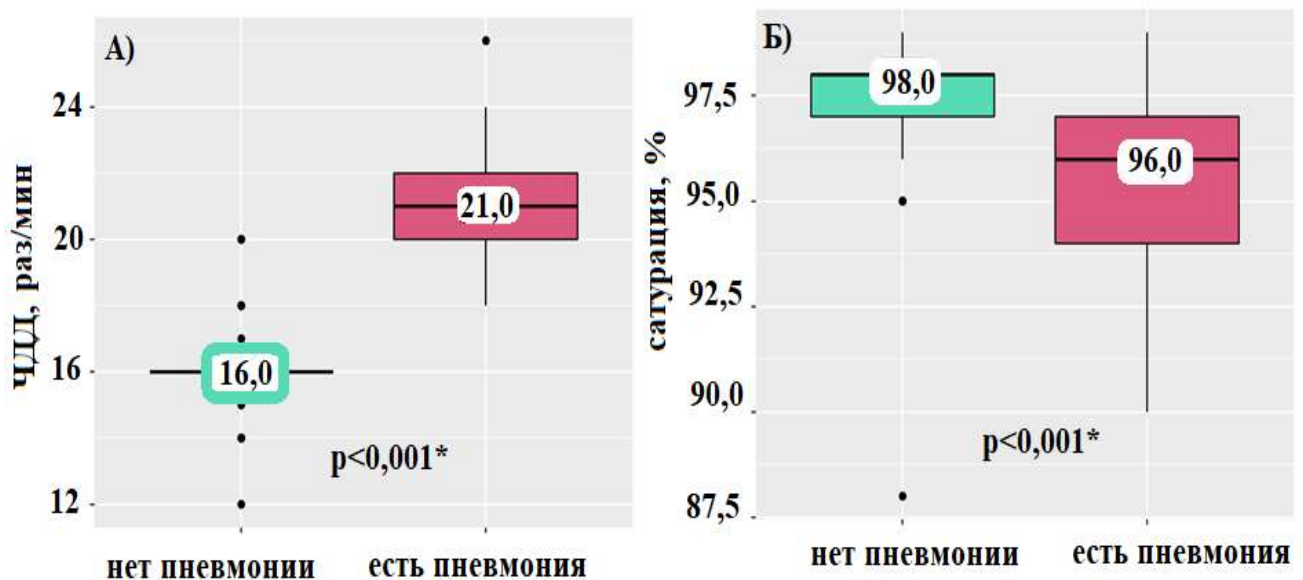 А)
ЧДД, раз/мин
24
20
16
12
21,0
16,0
p<0,001*
нет пневмонии
есть пневмония
Б)
сатурация, %
97,5
95,0
92,5
90,0
87,5
98,0
96,0
p<0,001*
нет пневмонии
есть пневмония